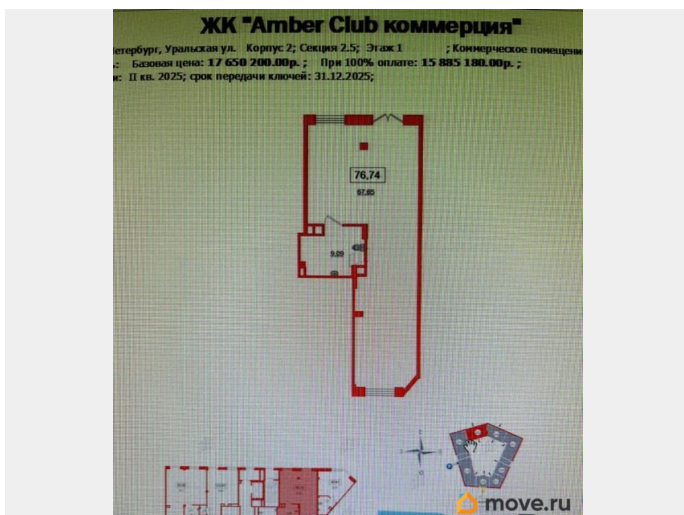 ЖК "Amber Club коммерция"
Петербург, Уральская ул. Корпус 2; Секция 2.5; Этаж 1 ; Коммерческое помещени
: Базовая цена: 17 650 200.00р. ; При 100% оплате: 15 885 180.00р. ;
и: II кв. 2025; срок передачи ключей: 31.12.2025;
76,74
67.65
9.09
move.ru